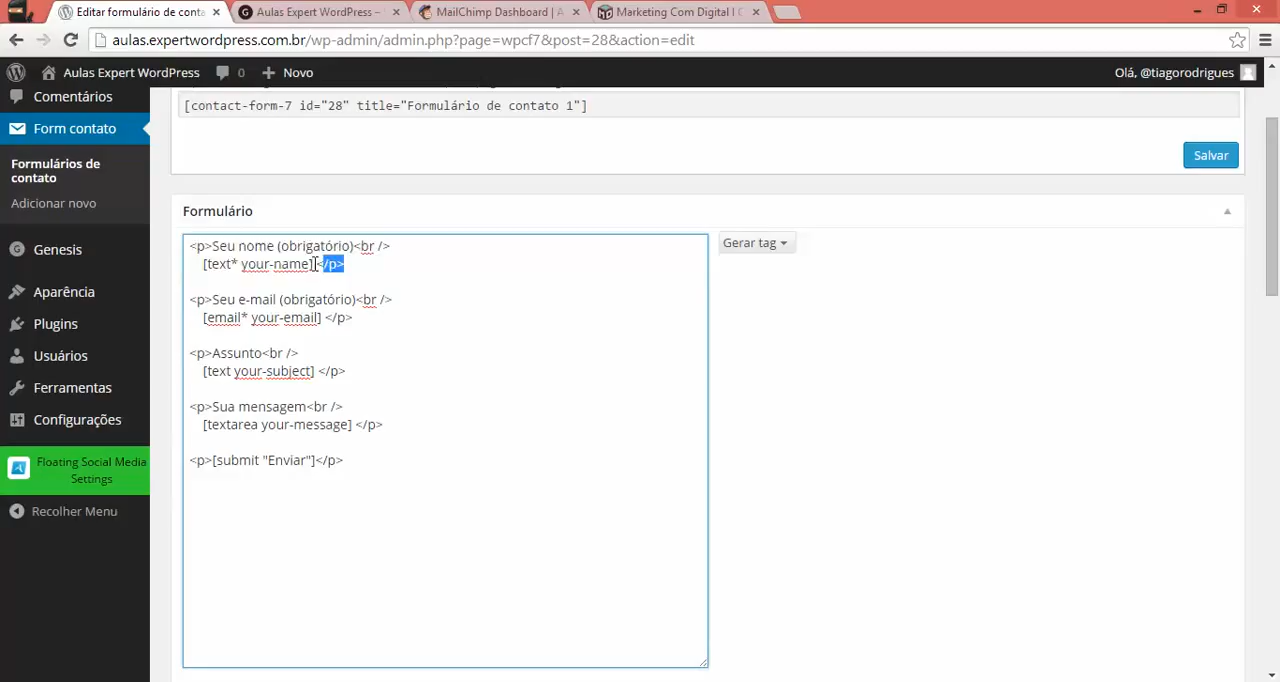 Editar formulário de conta
Aulas Expert WordPress –
MailChimp Dashboard | A
Marketing Com Digital | C
aulas.expertwordpress.com.br/wp-admin/admin.php?page=wpcf7&post=28&action=edit
Aulas Expert WordPress
0
Novo
Olá, @tiagorodrigues
Comentários
Form contato
Formulários de
contato
Adicionar novo
Genesis
Aparência
Plugins
Usuários
Ferramentas
Configurações
Floating Social Media
Settings
Recolher Menu
[contact-form-7 id="28" title="Formulário de contato 1"]
Salvar
Formulário
<p>Seu nome (obrigatório)<br />
[text* your-name] </p>
<p>Seu e-mail (obrigatório)<br />
[email* your-email] </p>
<p>Assunto<br />
[text your-subject] </p>
<p>Sua mensagem<br />
[textarea your-message] </p>
<p>[submit "Enviar"]</p>
Gerar tag